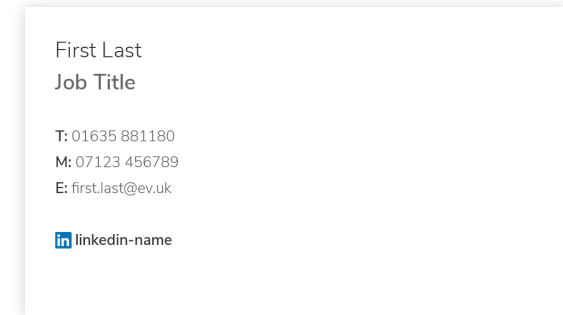 First Last
Job Title
T: 01635 881180
M: 07123 456789
E: first.last@ev.uk
in linkedin-name